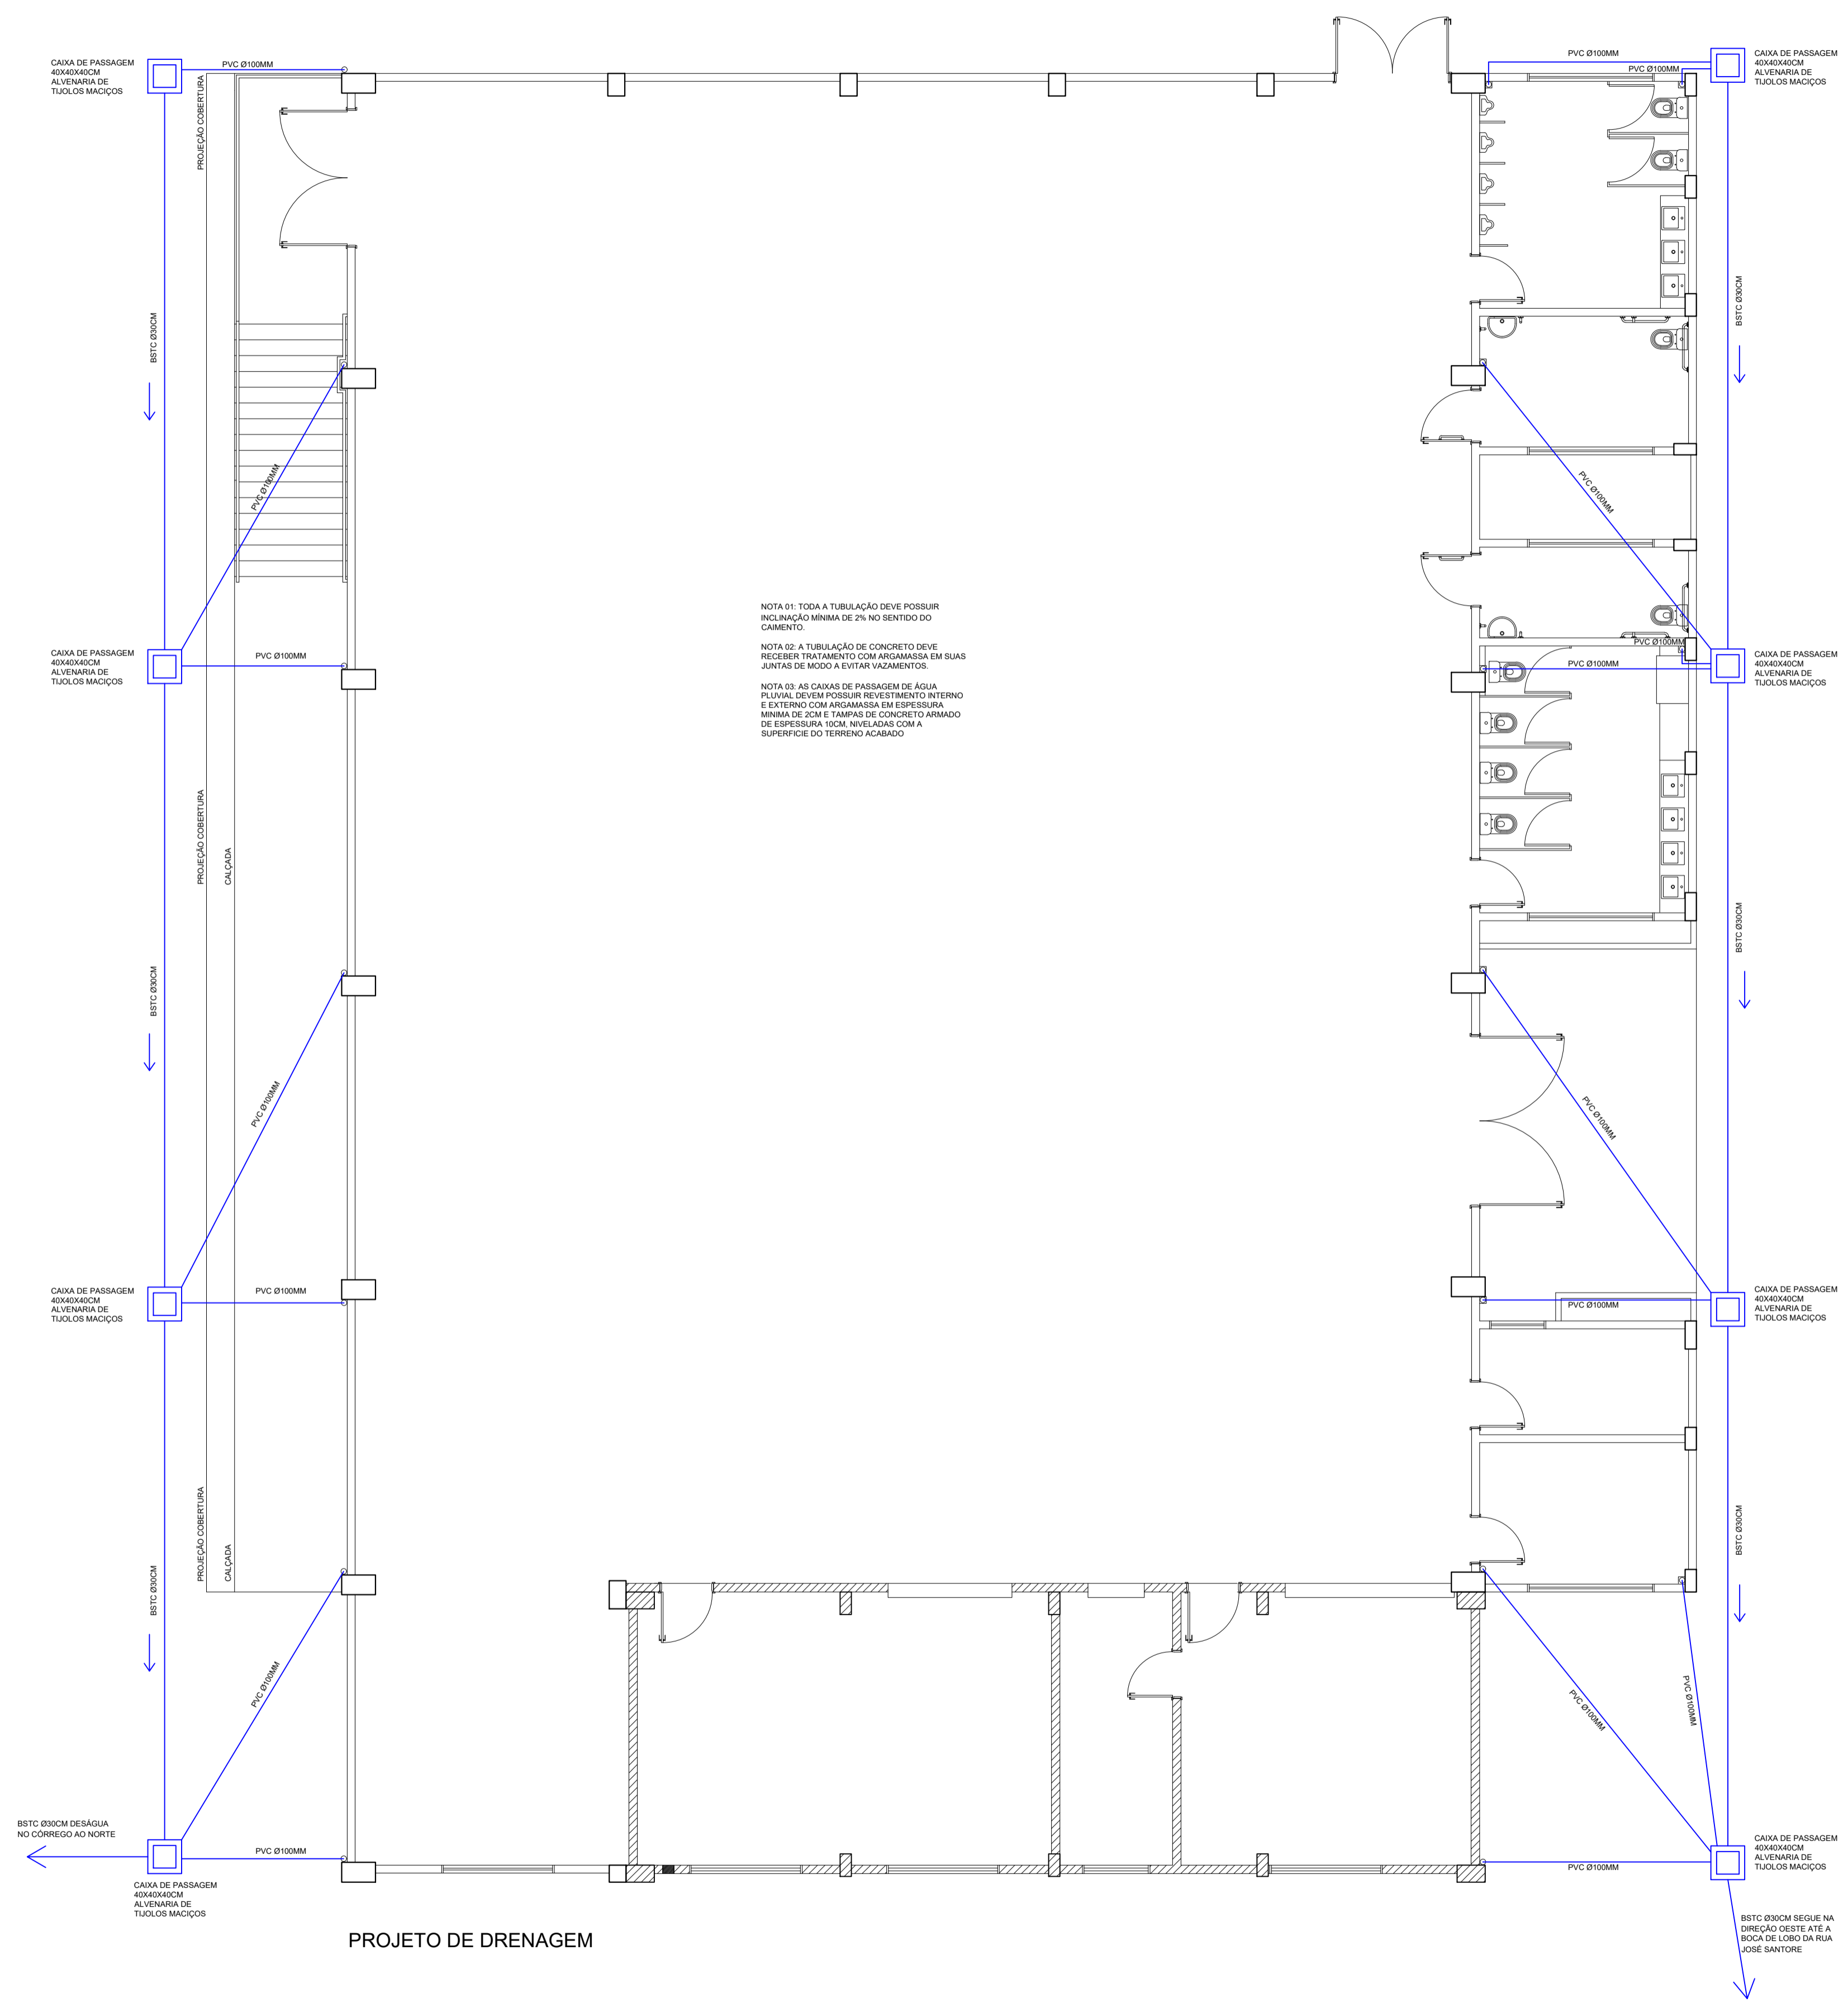 CAIXA DE PASSAGEM
40X40X40CM
ALVENARIA DE
TIJOLOS MACIÇOS
PVC Ø100MM
PROJEÇÃO COBERTURA
PVC Ø100MM
PVC Ø100MM
CAIXA DE PASSAGEM
40X40X40CM
ALVENARIA DE
TIJOLOS MACIÇOS
BSTC Ø30CM
BSTC Ø30CM
PVC Ø100MM
PVC Ø100MM
NOTA 01: TODA A TUBULAÇÃO DEVE POSSUIR
INCLINAÇÃO MÍNIMA DE 2% NO SENTIDO DO
CAIMENTO.
NOTA 02: A TUBULAÇÃO DE CONCRETO DEVE
RECEBER TRATAMENTO COM ARGAMASSA EM SUAS
JUNTAS DE MODO A EVITAR VAZAMENTOS.
NOTA 03: AS CAIXAS DE PASSAGEM DE ÁGUA
PLUVIAL DEVEM POSSUIR REVESTIMENTO INTERNO
E EXTERNO COM ARGAMASSA EM ESPESSURA
MINIMA DE 2CM E TAMPAS DE CONCRETO ARMADO
DE ESPESSURA 10CM, NIVELADAS COM A
SUPERFICIE DO TERRENO ACABADO
CAIXA DE PASSAGEM
40X40X40CM
ALVENARIA DE
TIJOLOS MACIÇOS
PVC Ø100MM
PVC Ø100MM
PVC Ø100MM
CAIXA DE PASSAGEM
40X40X40CM
ALVENARIA DE
TIJOLOS MACIÇOS
PROJEÇÃO COBERTURA
CALÇADA
BSTC Ø30CM
BSTC Ø30CM
PVC Ø100MM
PVC Ø100MM
CAIXA DE PASSAGEM
40X40X40CM
ALVENARIA DE
TIJOLOS MACIÇOS
PVC Ø100MM
PVC Ø100MM
CAIXA DE PASSAGEM
40X40X40CM
ALVENARIA DE
TIJOLOS MACIÇOS
PROJEÇÃO COBERTURA
CALÇADA
BSTC Ø30CM
BSTC Ø30CM
PVC Ø100MM
PVC Ø100MM
PVC Ø100MM
BSTC Ø30CM DESÁGUA
NO CÓRREGO AO NORTE
PVC Ø100MM
PVC Ø100MM
CAIXA DE PASSAGEM
40X40X40CM
ALVENARIA DE
TIJOLOS MACIÇOS
CAIXA DE PASSAGEM
40X40X40CM
ALVENARIA DE
TIJOLOS MACIÇOS
BSTC Ø30CM SEGUE NA
DIREÇÃO OESTE ATÉ A
BOCA DE LOBO DA RUA
JOSÉ SANTORE
PROJETO DE DRENAGEM